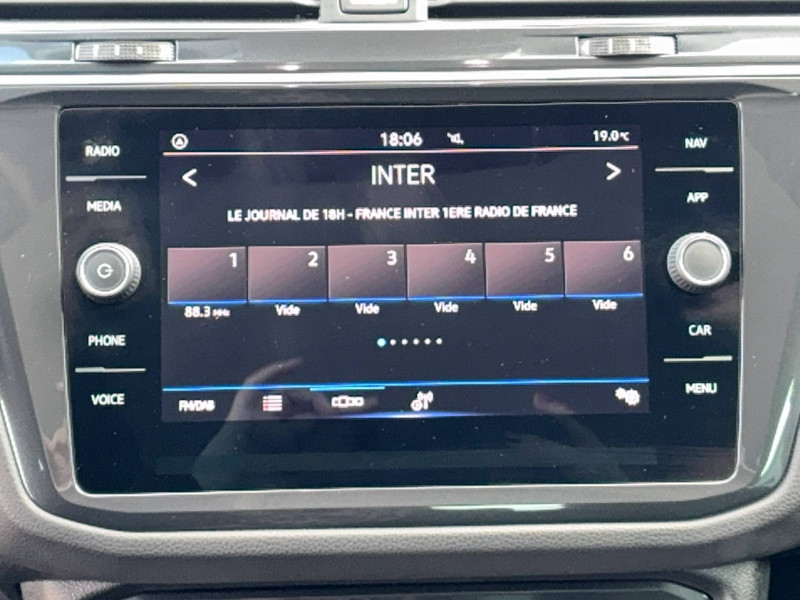 RADIO
MEDIA
PHONE
VOICE
18:06
19.0°C
< INTER >
LE JOURNAL DE 18H - FRANCE INTER 1ERE RADIO DE FRANCE
1 2 3 4 5 6
88.3 MHz Vide Vide Vide Vide Vide
FM/DAB
NAV
APP
CAR
MENU